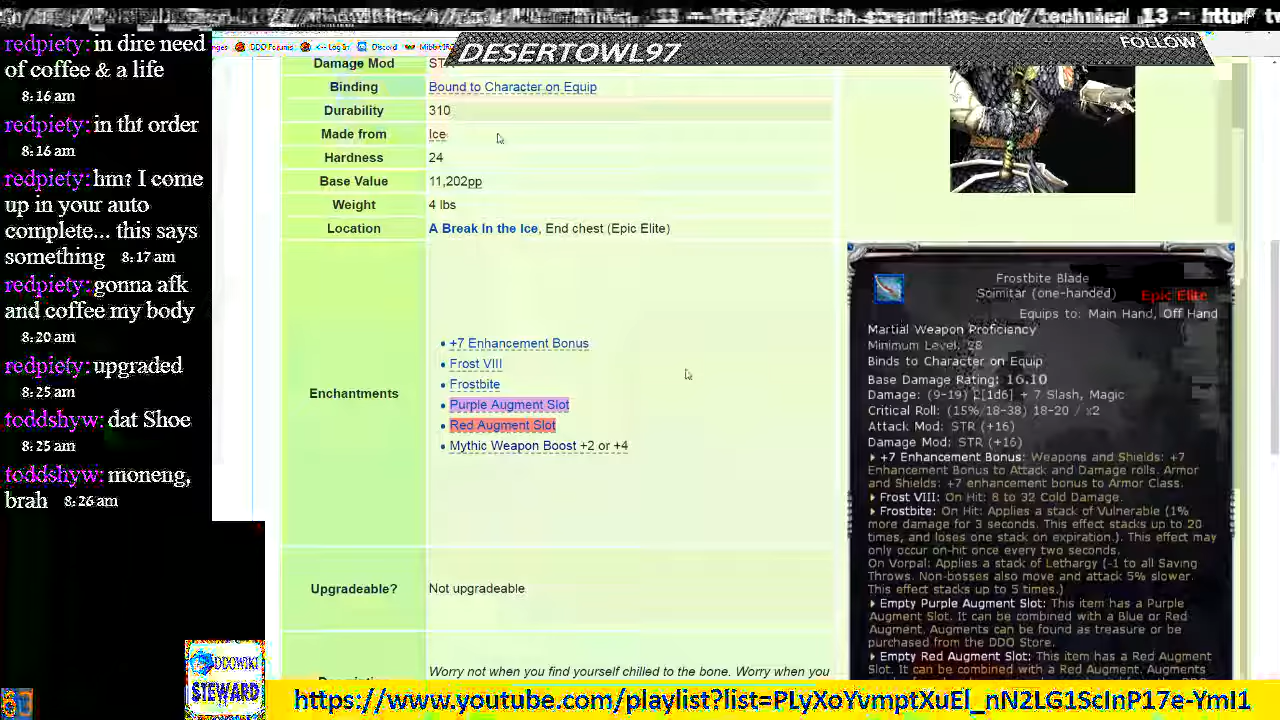 redpiety: in dire need
of coffee & a life
8:16 am
redpiety: in tht order
8:16 am
redpiety: hm? I come
up in your auto
complete... this says
something 8:17 am
redpiety: gonna afk
and coffee my body
8:20 am
redpiety: upgraded
8:25 am
toddshyw: dat Shoe
8:25 am
toddshyw: moneng,
brah 8:26 am
DDO Forums <-- Log In Discord
DESERTOWL97
FOLLOW
Damage Mod
Binding Bound to Character on Equip
Durability 310
Made from Ice
Hardness 24
Base Value 11,202pp
Weight 4 lbs
Location A Break In the Ice, End chest (Epic Elite)
Enchantments
+7 Enhancement Bonus
Frost VIII
Frostbite
Purple Augment Slot
Red Augment Slot
Mythic Weapon Boost +2 or +4
Upgradeable? Not upgradeable
Worry not when you find yourself chilled to the bone. Worry when you
Frostbite Blade
Scimitar (one-handed) Epic Elite
Equips to: Main Hand, Off Hand
Martial Weapon Proficiency
Minimum Level: 28
Binds to Character on Equip
Base Damage Rating: 16.10
Damage: (9-19) p[1d6] + 7 Slash, Magic
Critical Roll: (15%/18-38) 18-20 / x2
Attack Mod: STR (+16)
Damage Mod: STR (+16)
+7 Enhancement Bonus: Weapons and Shields: +7
Enhancement Bonus to Attack and Damage rolls. Armor
and Shields: +7 enhancement bonus to Armor Class.
Frost VIII: On Hit: 8 to 32 Cold Damage.
Frostbite: On Hit: Applies a stack of Vulnerable (1%
more damage for 3 seconds. This effect stacks up to 20
times, and loses one stack on expiration.). This effect may
only occur on-hit once every two seconds.
On Vorpal: Applies a stack of Lethargy (-1 to all Saving
Throws. Non-bosses also move and attack 5% slower.
This effect stacks up to 5 times.)
Empty Purple Augment Slot: This item has a Purple
Augment Slot. It can be combined with a Blue or Red
Augment. Augments can be found as treasure or be
purchased from the DDO Store.
Empty Red Augment Slot: This item has a Red Augment
Slot. It can be combined with a Red Augment. Augments
DDOWIKI
STEWARD
https://www.youtube.com/playlist?list=PLyXoYvmptXuEl_nN2LG1ScInP17e-YmI1